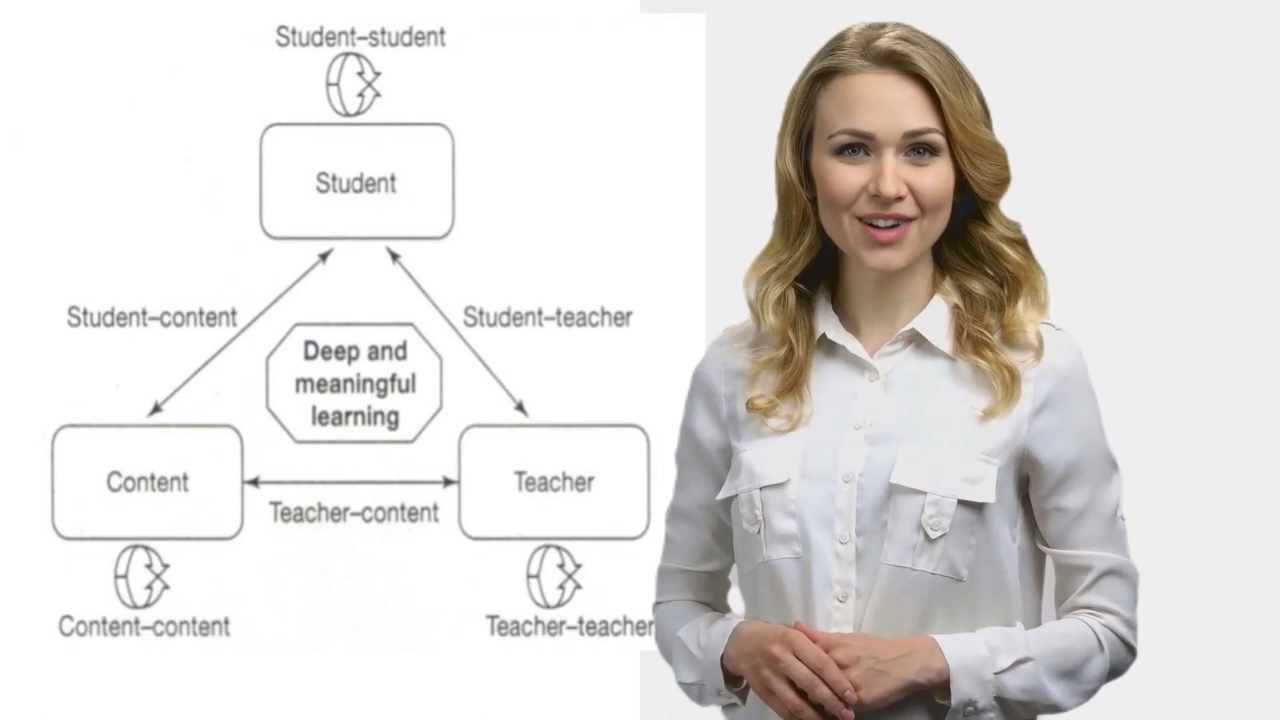 Student–student
Student
Student–content
Student–teacher
Deep and
meaningful
learning
Content
Teacher
Teacher–content
Content–content
Teacher–teacher